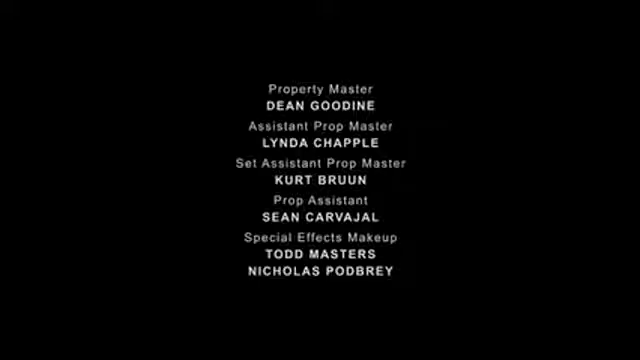 Property Master
DEAN GOODINE
Assistant Prop Master
LYNDA CHAPPLE
Set Assistant Prop Master
KURT BRUUN
Prop Assistant
SEAN CARVAJAL
Special Effects Makeup
TODD MASTERS
NICHOLAS PODBREY